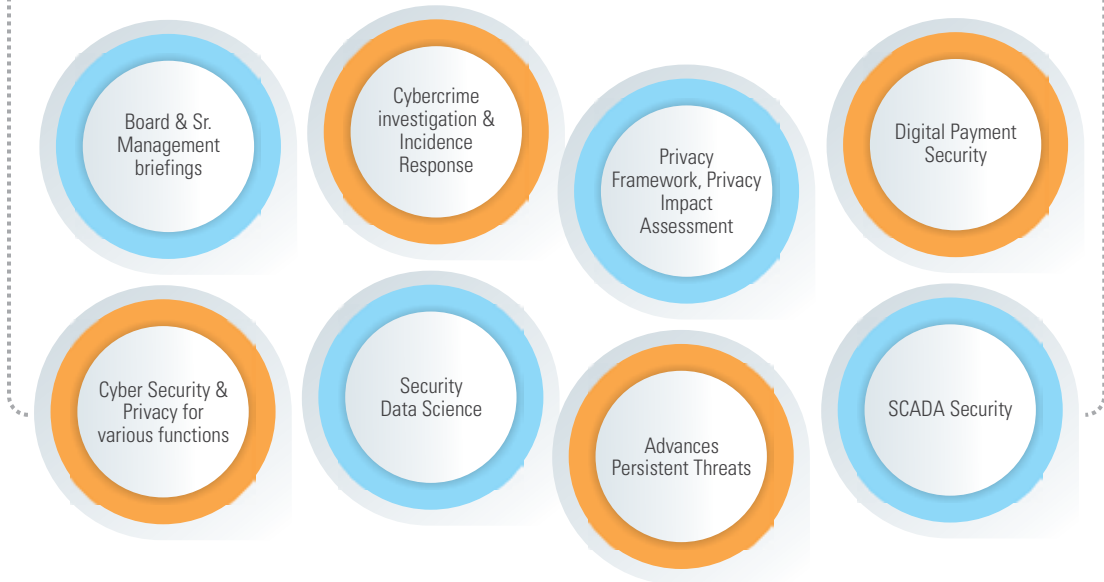 Board & Sr.
Management
briefings
Cybercrime
investigation &
Incidence
Response
Privacy
Framework, Privacy
Impact
Assessment
Digital Payment
Security
Cyber Security &
Privacy for
various functions
Security
Data Science
Advances
Persistent Threats
SCADA Security